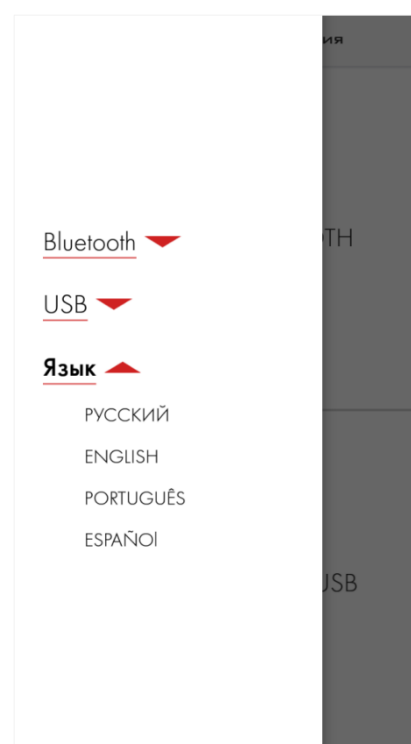 ия
Bluetooth
TH
USB
Язык
РУССКИЙ
ENGLISH
PORTUGUÊS
ESPAÑOl
USB